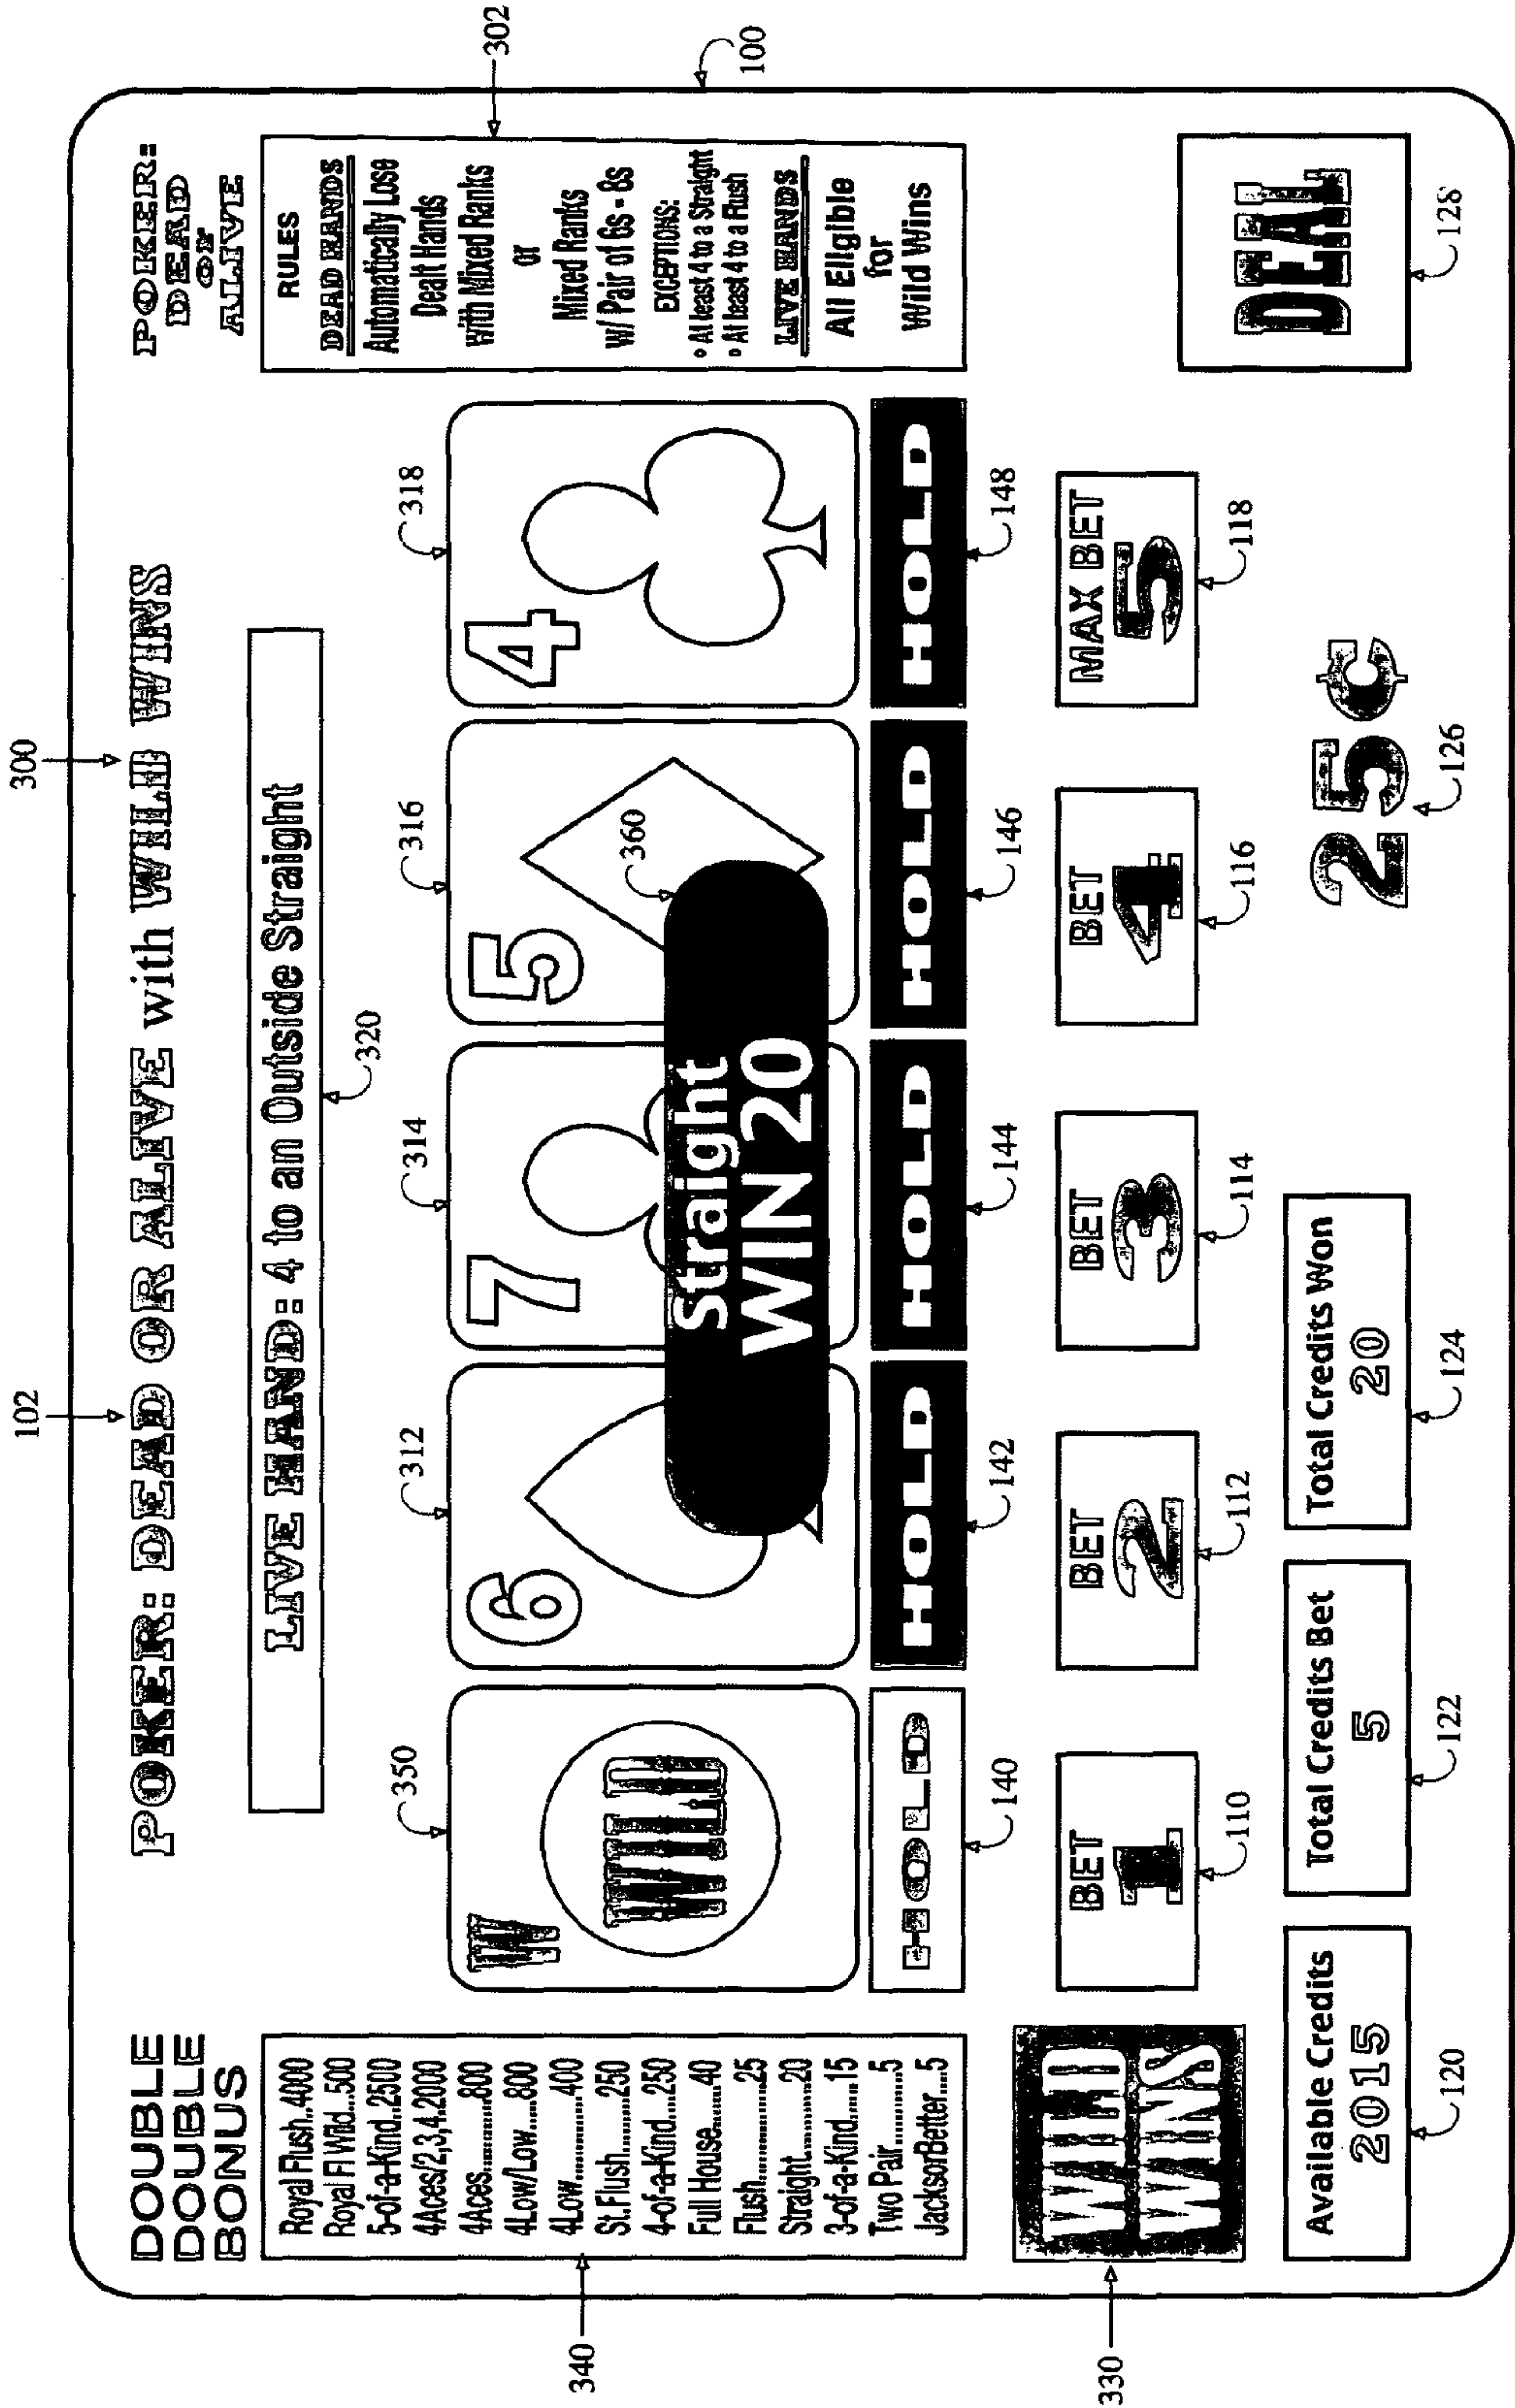 102
300
POKER: DEAD OR ALIVE with WILD WINS
DOUBLE
DOUBLE
BONUS
POKER:
DEAD
or
ALIVE
LIVE HAND: 4 to an Outside Straight
320
340
Royal Flush..4000
Royal Fl Wild...500
5-of-a-Kind..2500
4Aces/2,3,4.2000
4Aces..............800
4Low/Low......800
4Low..............400
St.Flush.........250
4-of-a-Kind....250
Full House.......40
Flush..............25
Straight..........20
3-of-a-Kind......15
Two Pair...........5
JacksorBetter...5
350
312
314
316
318
W
WILD
6
7
5
4
360
straight
WIN 20
RULES
DEAD HANDS
Automatically Lose
Dealt Hands
with Mixed Ranks
or
Mixed Ranks
w/ Pair of 6s - 8s
EXCEPTIONS:
• At least 4 to a Straight
• At least 4 to a Flush
LIVE HANDS
All Eligible
for
Wild Wins
302
100
HOLD
HOLD
HOLD
HOLD
HOLD
140
142
144
146
148
330
WILD
WINS
BET
1
BET
2
BET
3
BET
4
MAX BET
5
110
112
114
116
118
Available Credits
2015
Total Credits Bet
5
Total Credits Won
20
25¢
DEAL
120
122
124
126
128